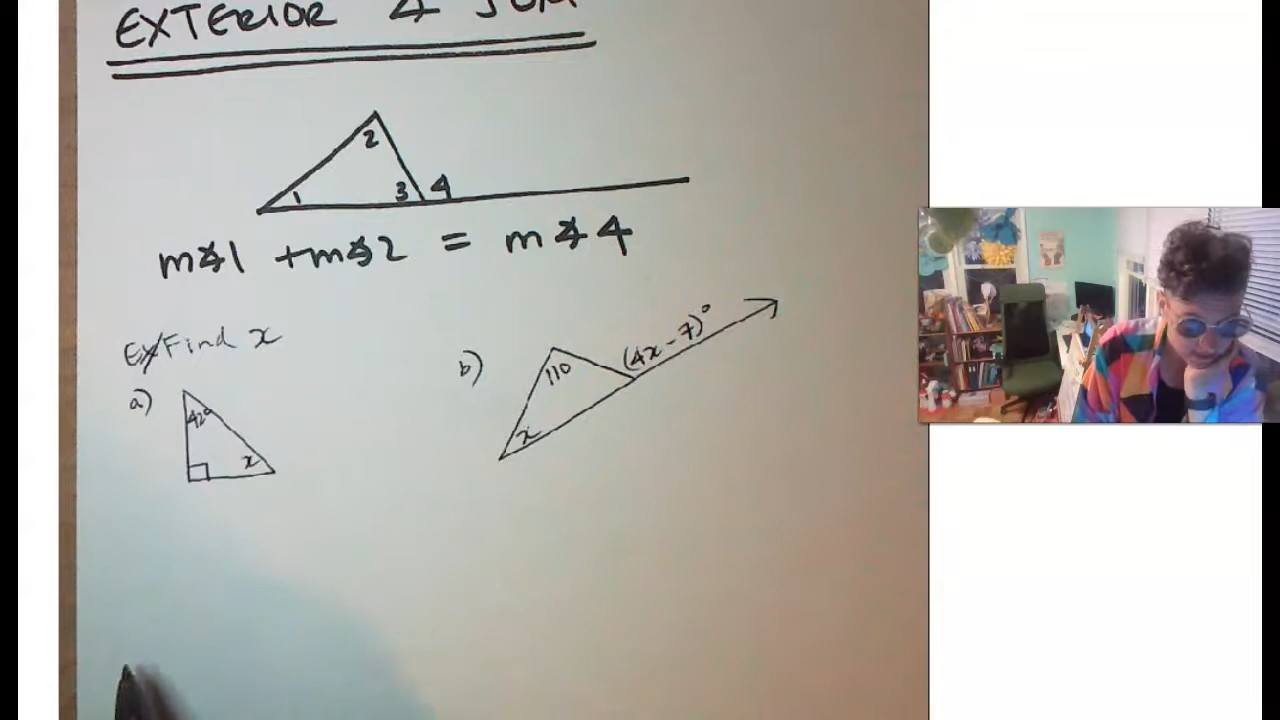 EXTERIOR ∡ SUM
2
1 3 4
m∡1 + m∡2 = m∡4
Ex/ Find x
a) 42° x
b) 110 x (4x - 7)°